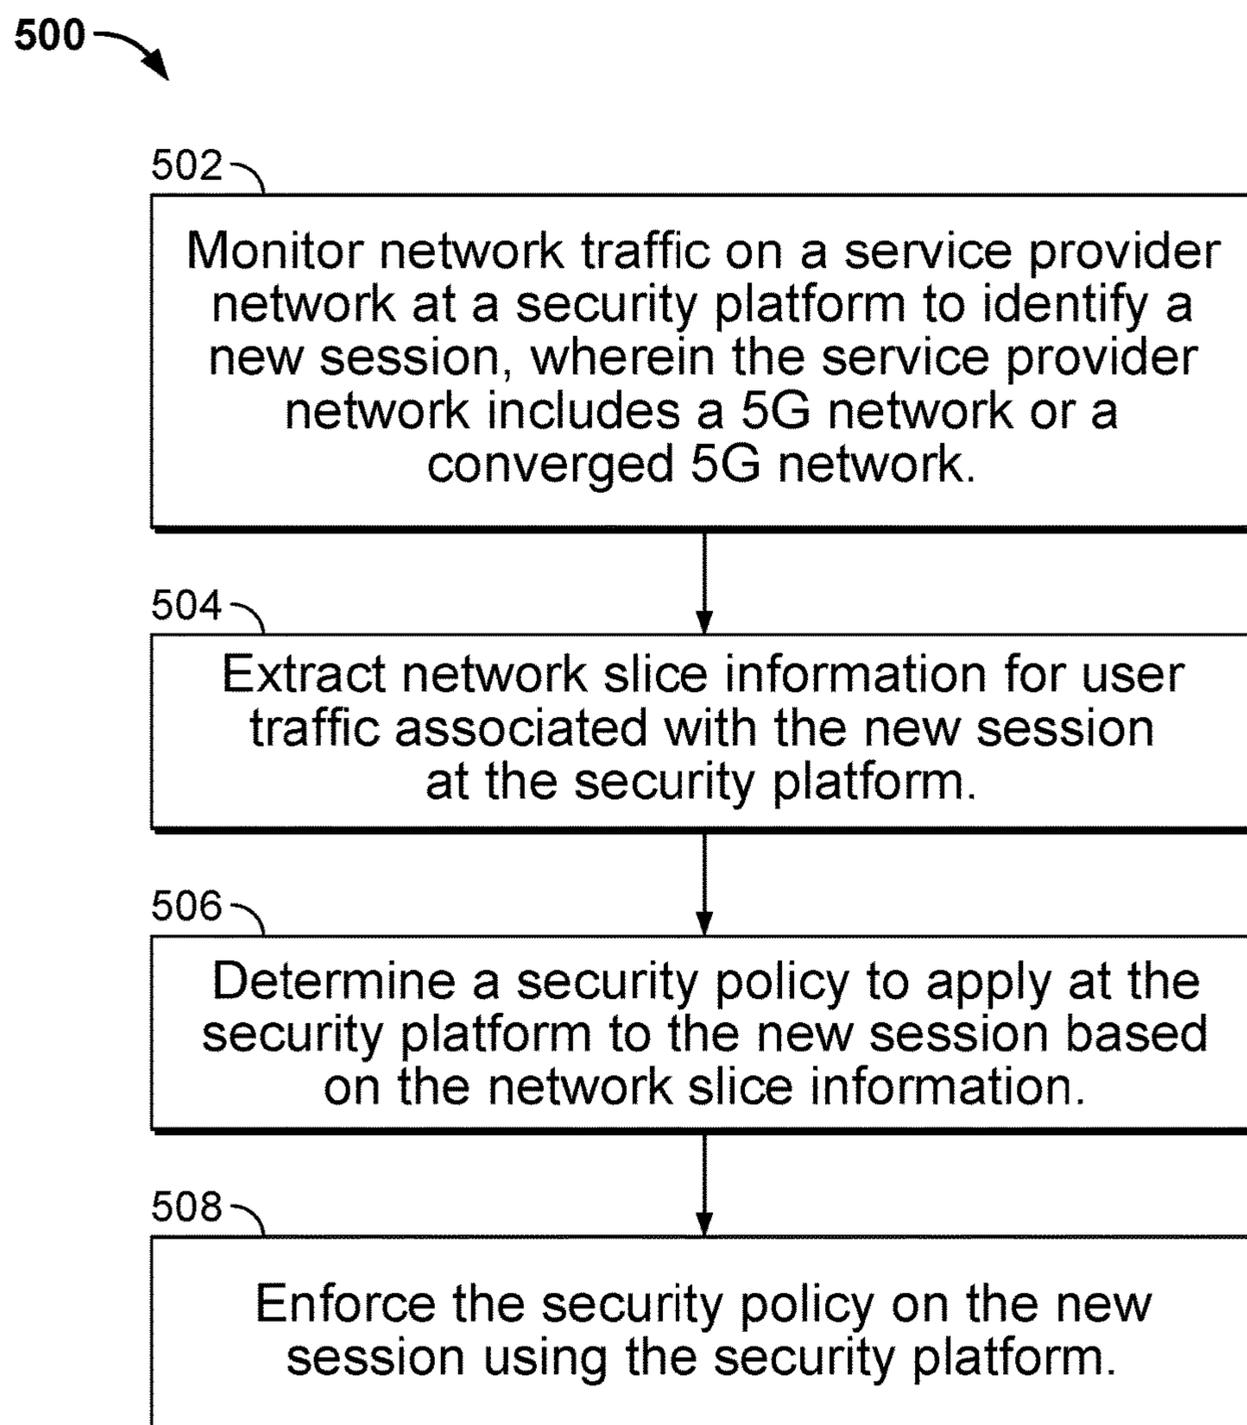 500
502
Monitor network traffic on a service provider
network at a security platform to identify a
new session, wherein the service provider
network includes a 5G network or a
converged 5G network.
504
Extract network slice information for user
traffic associated with the new session
at the security platform.
506
Determine a security policy to apply at the
security platform to the new session based
on the network slice information.
508
Enforce the security policy on the new
session using the security platform.